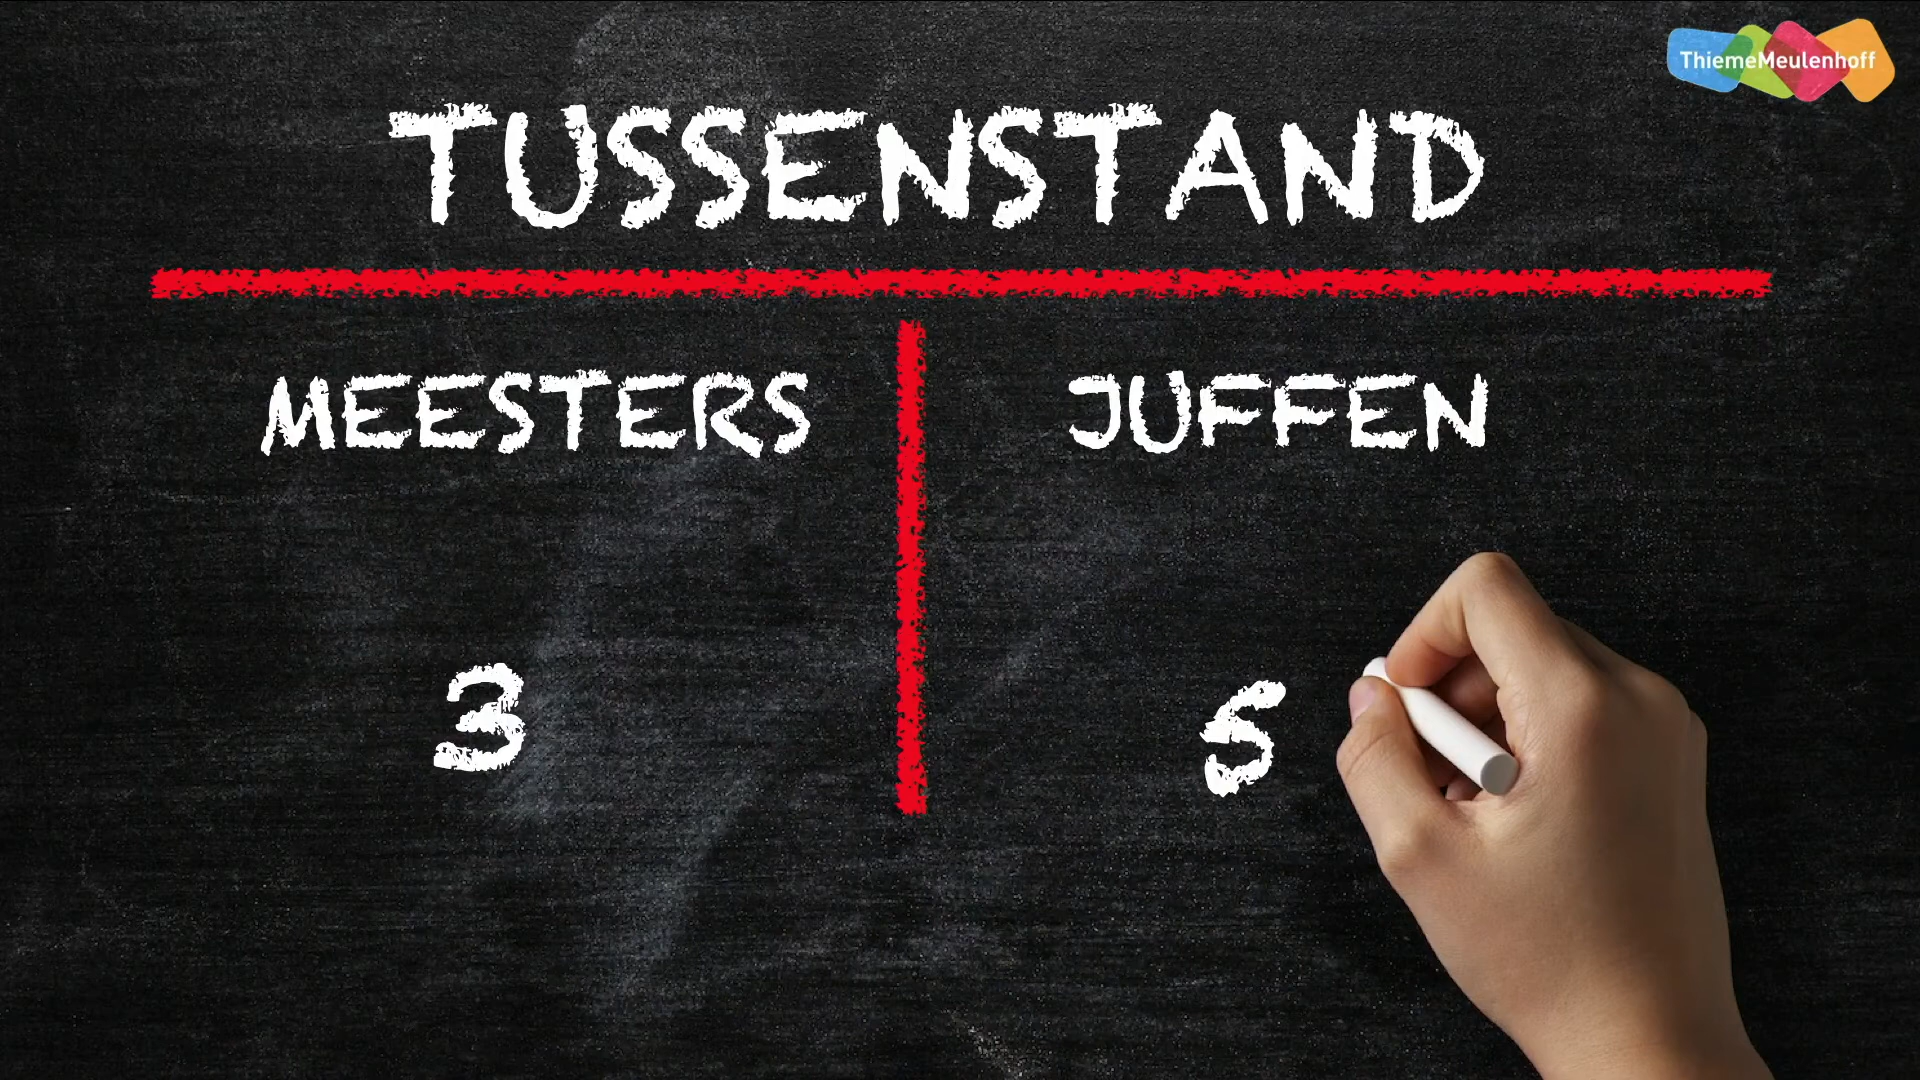 ThiemeMeulenhoff
TUSSENSTAND
MEESTERS
JUFFEN
3
5